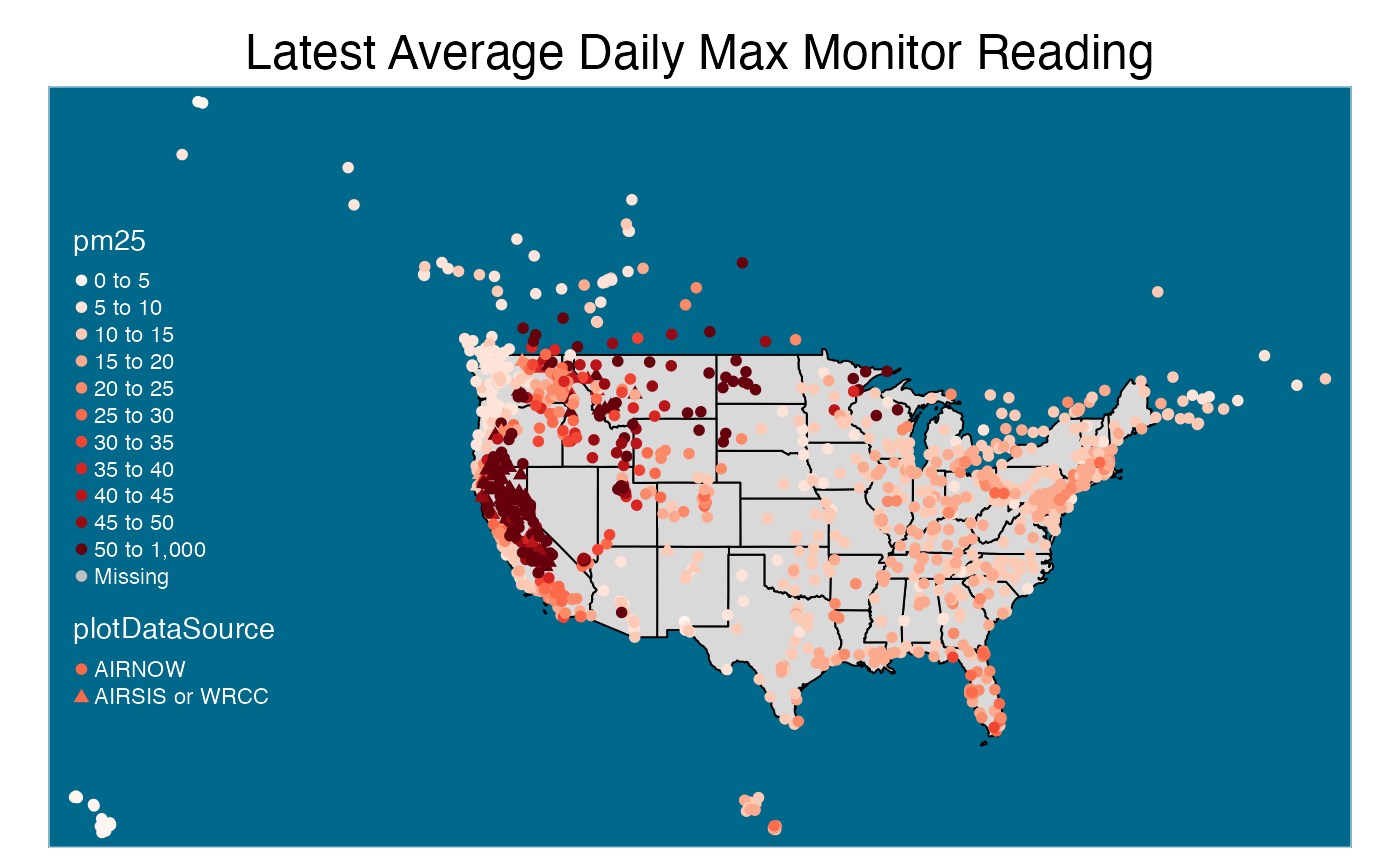 Latest Average Daily Max Monitor Reading
pm25
0 to 5
5 to 10
10 to 15
15 to 20
20 to 25
25 to 30
30 to 35
35 to 40
40 to 45
45 to 50
50 to 1,000
Missing
plotDataSource
AIRNOW
AIRSIS or WRCC